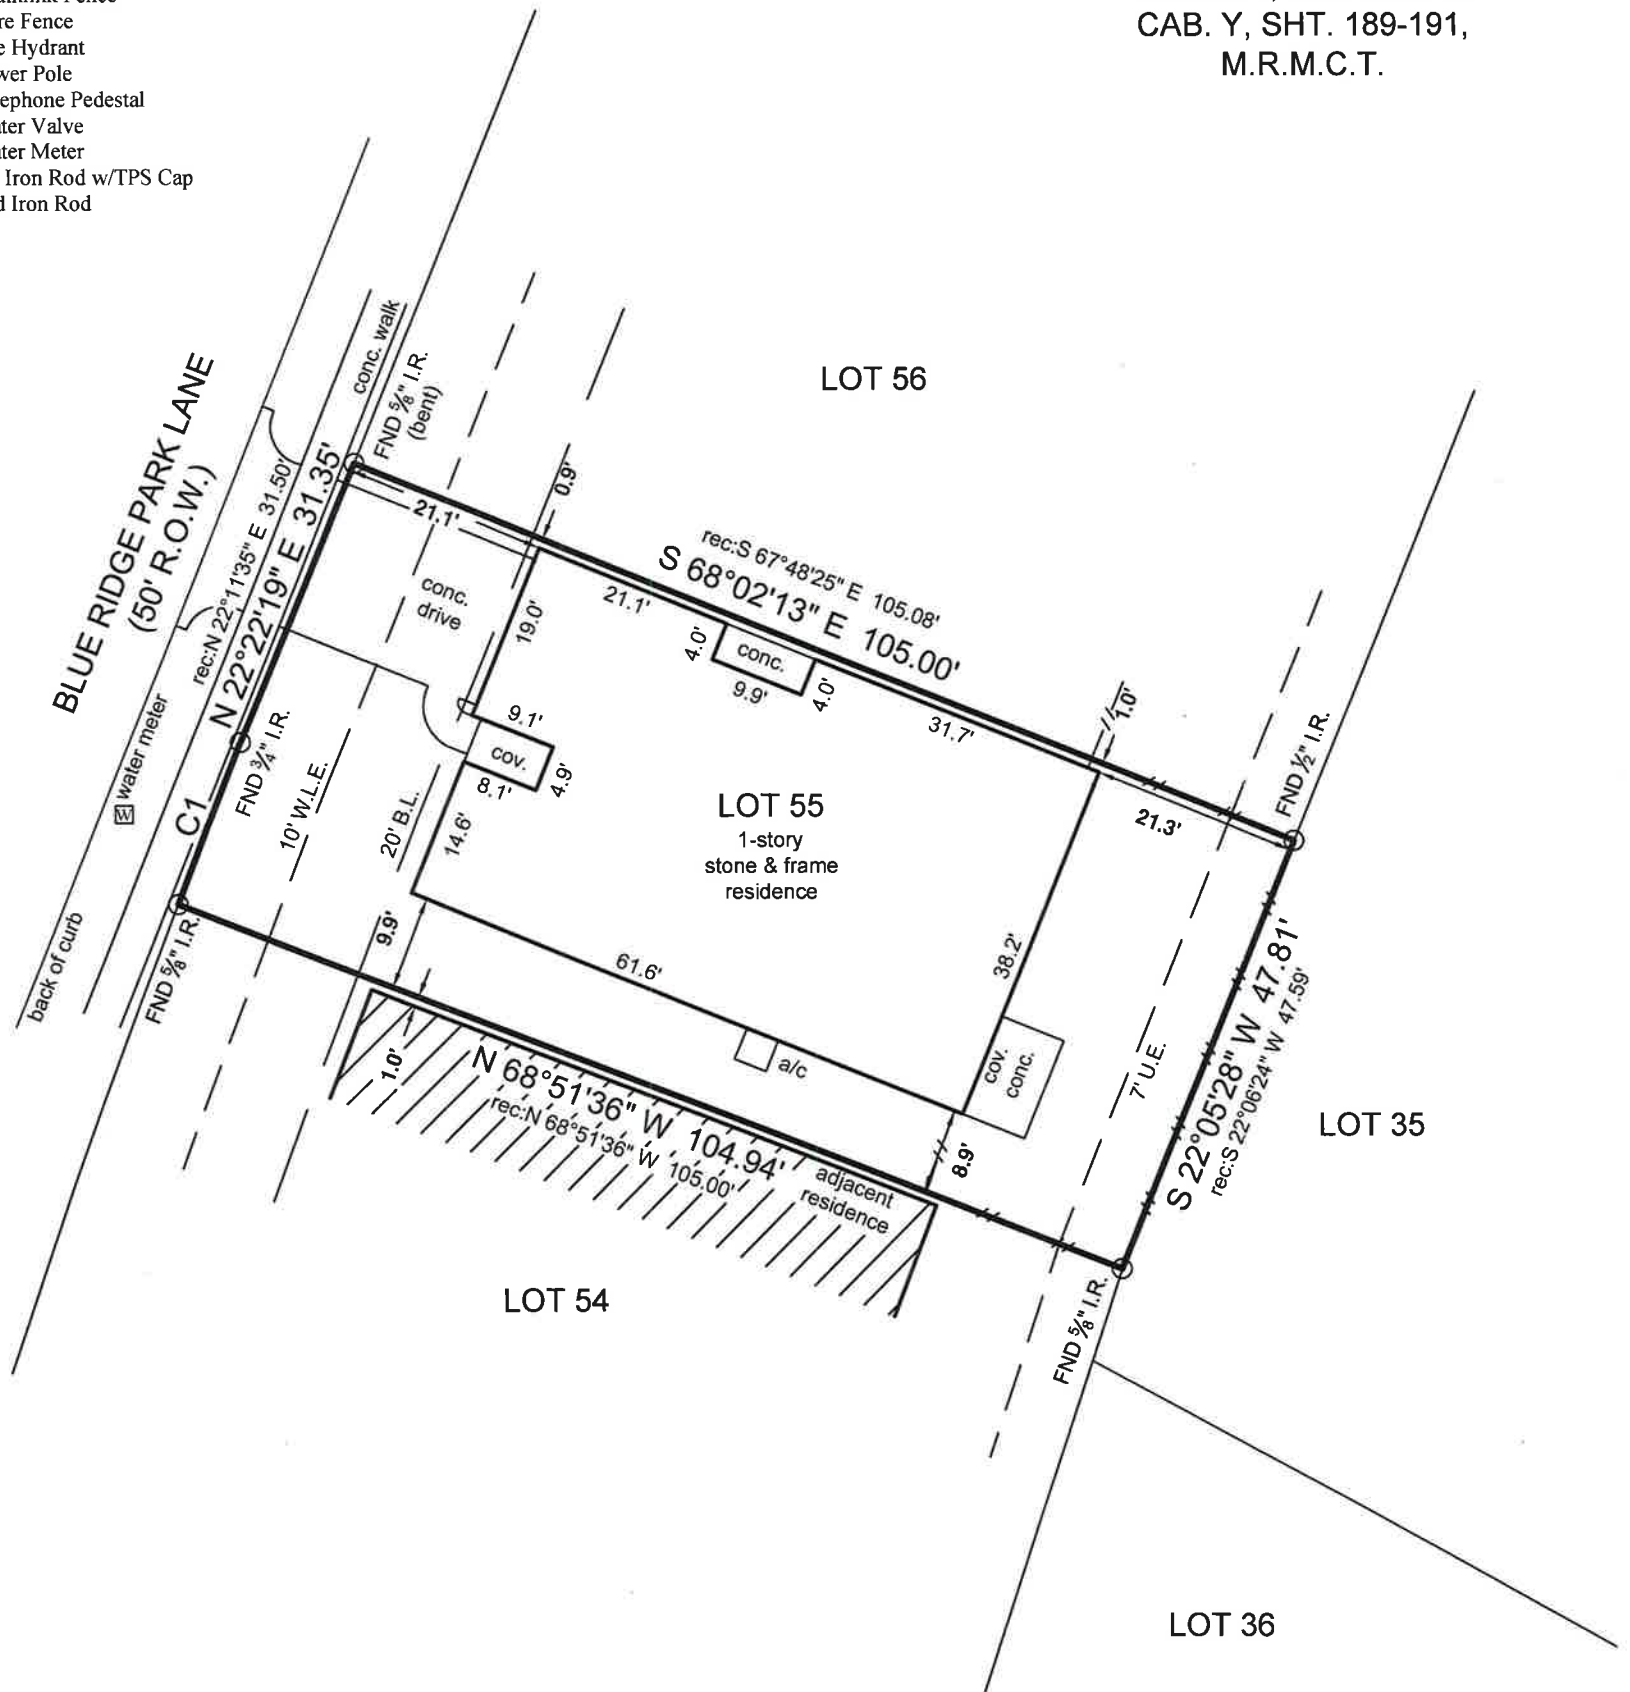 re Fence
e Hydrant
wer Pole
ephone Pedestal
ter Valve
ter Meter
Iron Rod w/TPS Cap
d Iron Rod
CAB. Y, SHT. 189-191,
M.R.M.C.T.
LOT 56
BLUE RIDGE PARK LANE
(50' R.O.W.)
conc. walk
FND 5/8" I.R.
(bent)
rec:N 22°11'35" E 31.50'
N 22°22'19" E 31.35'
21.1'
0.9'
rec:S 67°48'25" E 105.08'
S 68°02'13" E 105.00'
conc.
drive
19.0'
21.1'
4.0'
conc.
9.9'
4.0'
31.7'
1.0'
9.1'
cov.
8.1'
4.9'
14.6'
W water meter
C1
FND 3/4" I.R.
10' W.L.E.
20' B.L.
LOT 55
1-story
stone & frame
residence
21.3'
FND 1/2" I.R.
back of curb
FND 5/8" I.R.
9.9'
61.6'
38.2'
1.0'
a/c
cov.
conc.
7' U.E.
S 22°05'28" W 47.81'
rec:S 22°06'24" W 47.59'
LOT 35
N 68°51'36" W 104.94'
rec:N 68°51'36" W 105.00'
8.9'
adjacent
residence
LOT 54
FND 5/8" I.R.
LOT 36